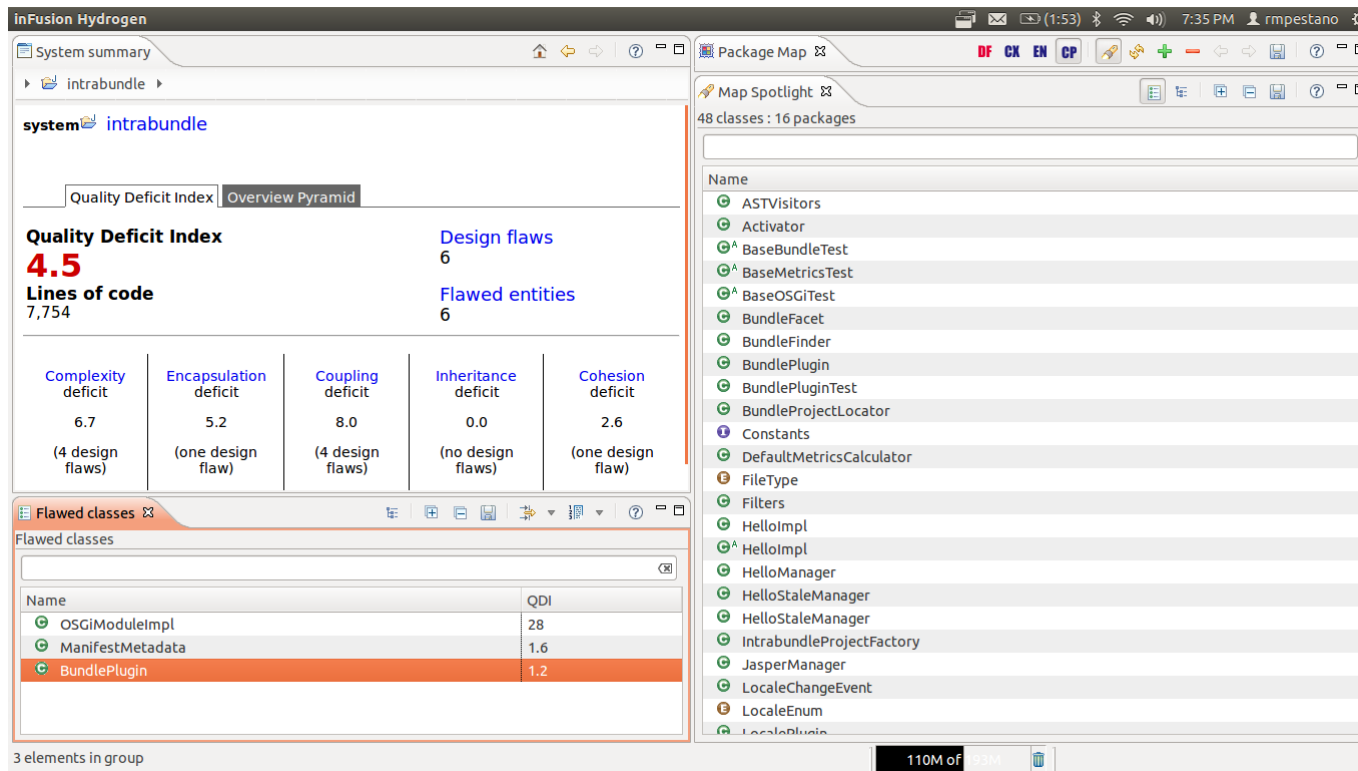 inFusion Hydrogen
(1:53) 7:35 PM rmpestano
System summary
intrabundle
system intrabundle
Quality Deficit Index Overview Pyramid
Quality Deficit Index
4.5
Lines of code
7,754
Design flaws
6
Flawed entities
6
Complexity deficit
6.7
(4 design flaws)
Encapsulation deficit
5.2
(one design flaw)
Coupling deficit
8.0
(4 design flaws)
Inheritance deficit
0.0
(no design flaws)
Cohesion deficit
2.6
(one design flaw)
Flawed classes
Flawed classes
Name QDI
OSGiModuleImpl 28
ManifestMetadata 1.6
BundlePlugin 1.2
3 elements in group
Package Map DF CX EN CP
Map Spotlight
48 classes : 16 packages
Name
ASTVisitors
Activator
BaseBundleTest
BaseMetricsTest
BaseOSGiTest
BundleFacet
BundleFinder
BundlePlugin
BundlePluginTest
BundleProjectLocator
Constants
DefaultMetricsCalculator
FileType
Filters
HelloImpl
HelloImpl
HelloManager
HelloStaleManager
HelloStaleManager
IntrabundleProjectFactory
JasperManager
LocaleChangeEvent
LocaleEnum
LocalePlugin
110M of 193M